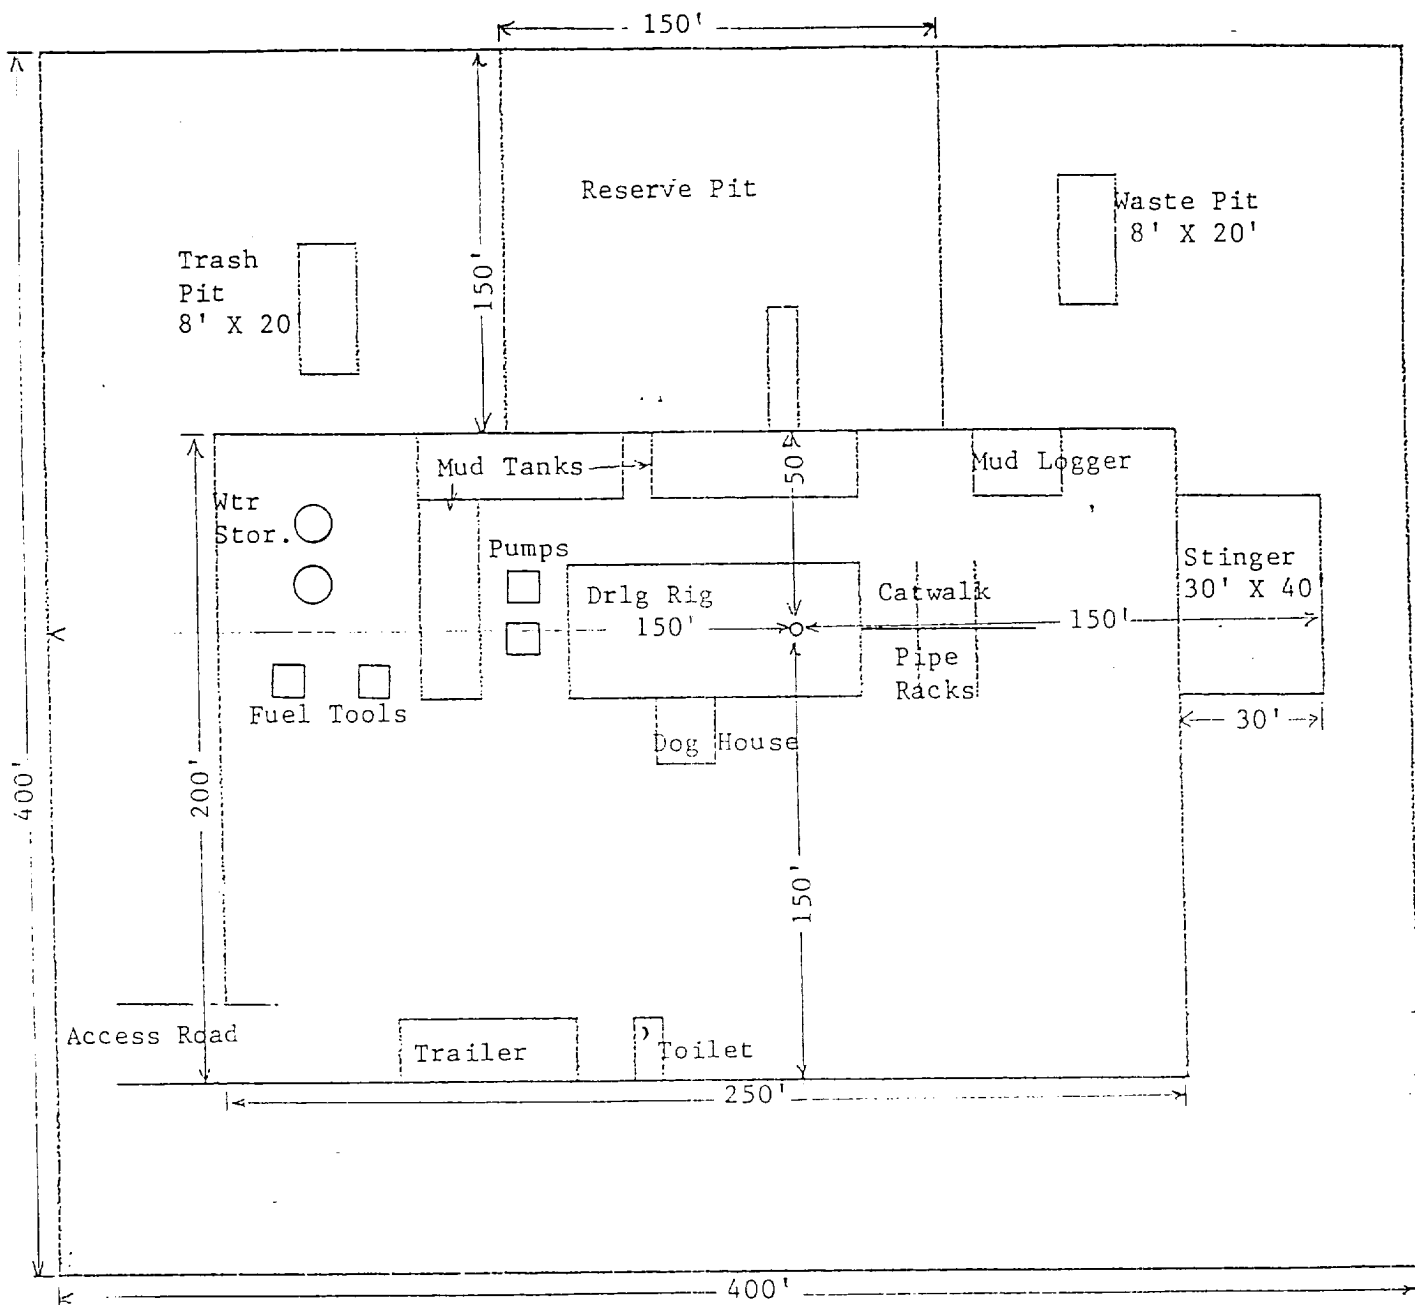 150'
Reserve Pit
Waste Pit
8' X 20'
Trash
Pit
8' X 20'
150'
Mud Tanks
50'
Mud Logger
Wtr
Stor.
Pumps
Stinger
30' X 40
Drlg Rig
Catwalk
150'
150'
Pipe
Racks
Fuel
Tools
30'
Dog House
400'
200'
150'
Access Road
Trailer
Toilet
250'
400'